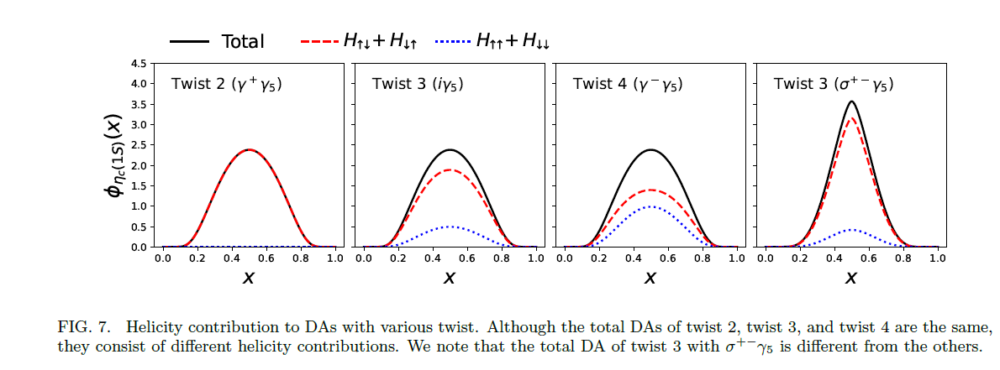 Total H↑↓+H↓↑ H↑↑+H↓↓
Twist 2 (γ⁺γ₅) Twist 3 (iγ₅) Twist 4 (γ⁻γ₅) Twist 3 (σ⁺⁻γ₅)
ϕηc(1S)(x)
4.5
4.0
3.5
3.0
2.5
2.0
1.5
1.0
0.5
0.0
0.0 0.2 0.4 0.6 0.8 1.0 0.0 0.2 0.4 0.6 0.8 1.0 0.0 0.2 0.4 0.6 0.8 1.0 0.0 0.2 0.4 0.6 0.8 1.0
x x x x
FIG. 7. Helicity contribution to DAs with various twist. Although the total DAs of twist 2, twist 3, and twist 4 are the same,
they consist of different helicity contributions. We note that the total DA of twist 3 with σ⁺⁻γ₅ is different from the others.